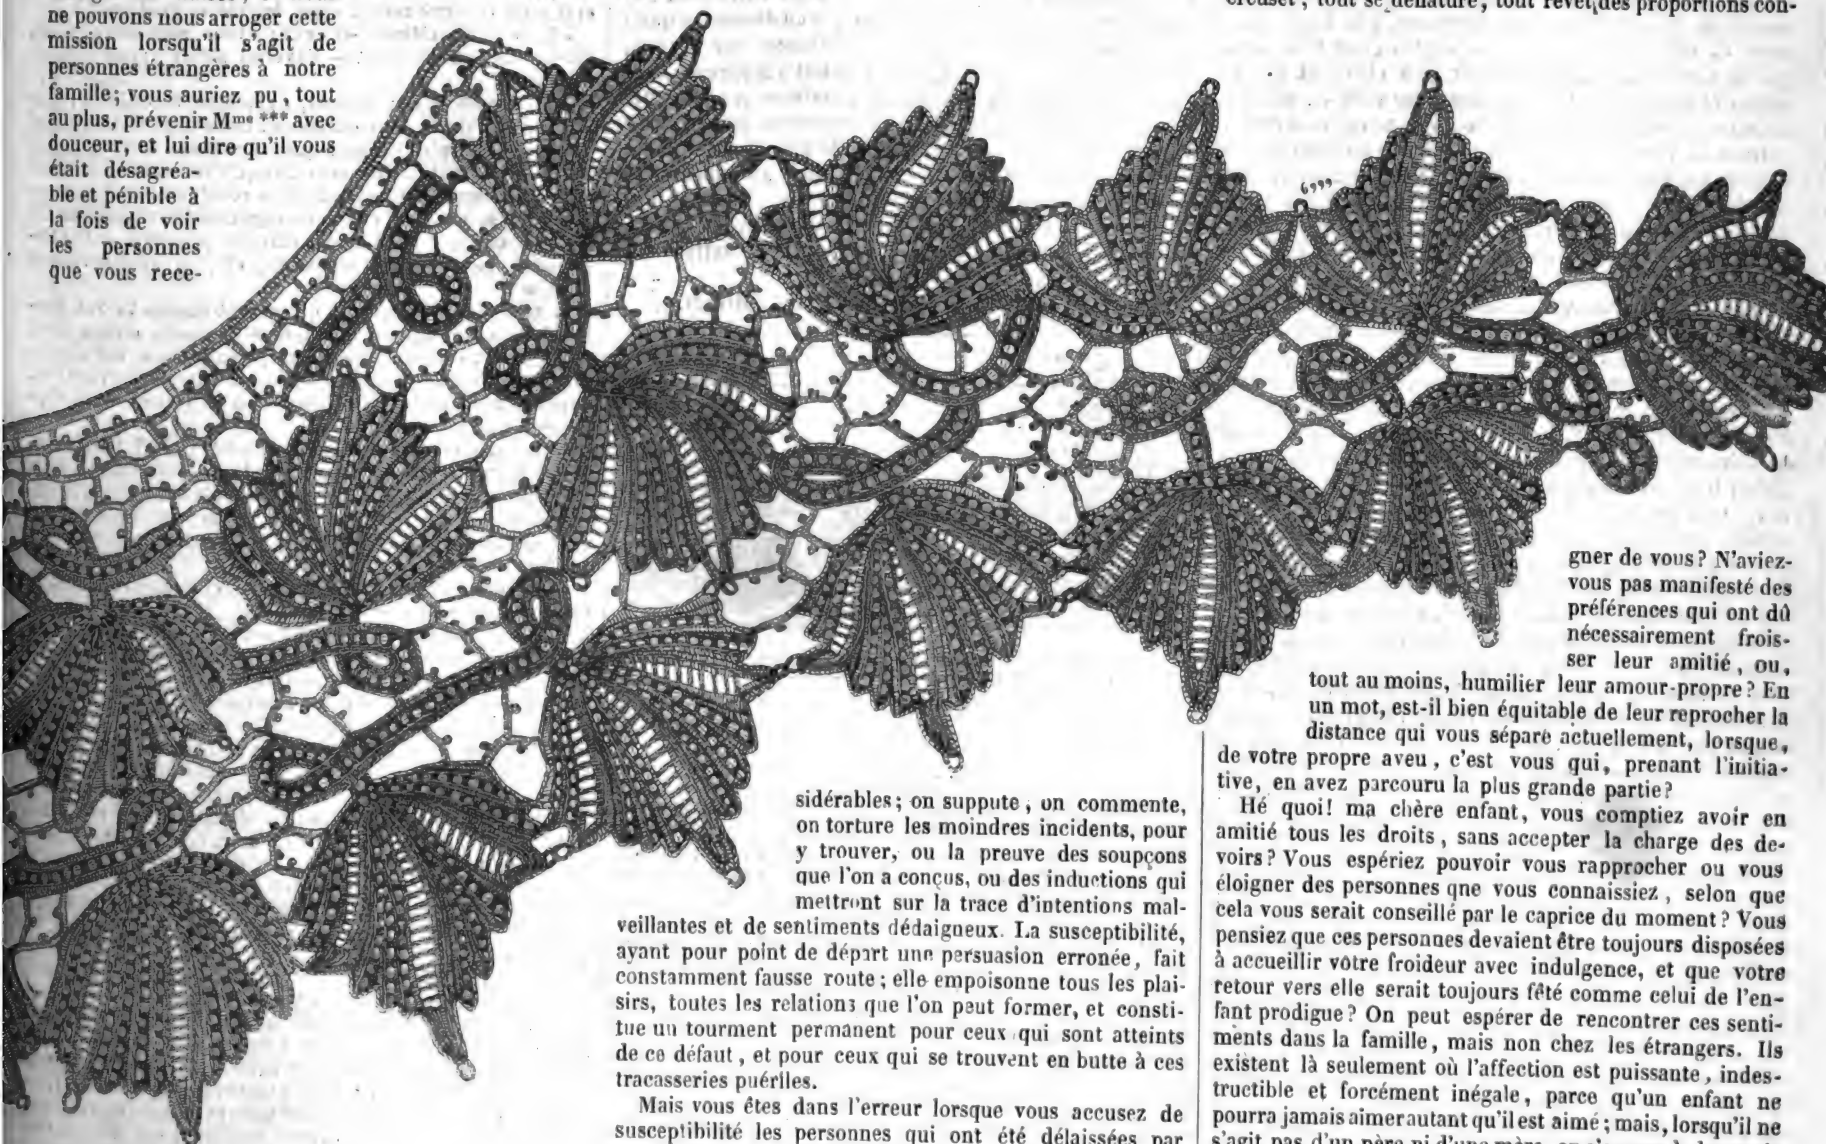 ne pouvons nous arroger cette
mission lorsqu'il s'agit de
personnes étrangères à notre
famille; vous auriez pu, tout
au plus, prévenir Mme *** avec
douceur, et lui dire qu'il vous
était désagréa-
ble et pénible à
la fois de voir
les personnes
que vous rece-
sidérables; on suppute, on commente,
on torture les moindres incidents, pour
y trouver, ou la preuve des soupçons
que l'on a conçus, ou des inductions qui
mettront sur la trace d'intentions mal-
veillantes et de sentiments dédaigneux. La susceptibilité,
ayant pour point de départ une persuasion erronée, fait
constamment fausse route; elle empoisonne tous les plai-
sirs, toutes les relations que l'on peut former, et consti-
tue un tourment permanent pour ceux qui sont atteints
de ce défaut, et pour ceux qui se trouvent en butte à ces
tracasseries puériles.
Mais vous êtes dans l'erreur lorsque vous accusez de
susceptibilité les personnes qui ont été délaissées par
creuset, tout se dénature, tout revêt des proportions con-
gner de vous? N'aviez-
vous pas manifesté des
préférences qui ont dû
nécessairement frois-
ser leur amitié, ou,
tout au moins, humilier leur amour-propre? En
un mot, est-il bien équitable de leur reprocher la
distance qui vous sépare actuellement, lorsque,
de votre propre aveu, c'est vous qui, prenant l'initia-
tive, en avez parcouru la plus grande partie?
Hé quoi! ma chère enfant, vous comptiez avoir en
amitié tous les droits, sans accepter la charge des de-
voirs? Vous espériez pouvoir vous rapprocher ou vous
éloigner des personnes qne vous connaissiez, selon que
cela vous serait conseillé par le caprice du moment? Vous
pensiez que ces personnes devaient être toujours disposées
à accueillir votre froideur avec indulgence, et que votre
retour vers elle serait toujours fêté comme celui de l'en-
fant prodigue? On peut espérer de rencontrer ces senti-
ments dans la famille, mais non chez les étrangers. Ils
existent là seulement où l'affection est puissante, indes-
tructible et forcément inégale, parce qu'un enfant ne
pourra jamais aimer autant qu'il est aimé; mais, lorsqu'il ne
s'agit pas d'un père ni d'une mère,